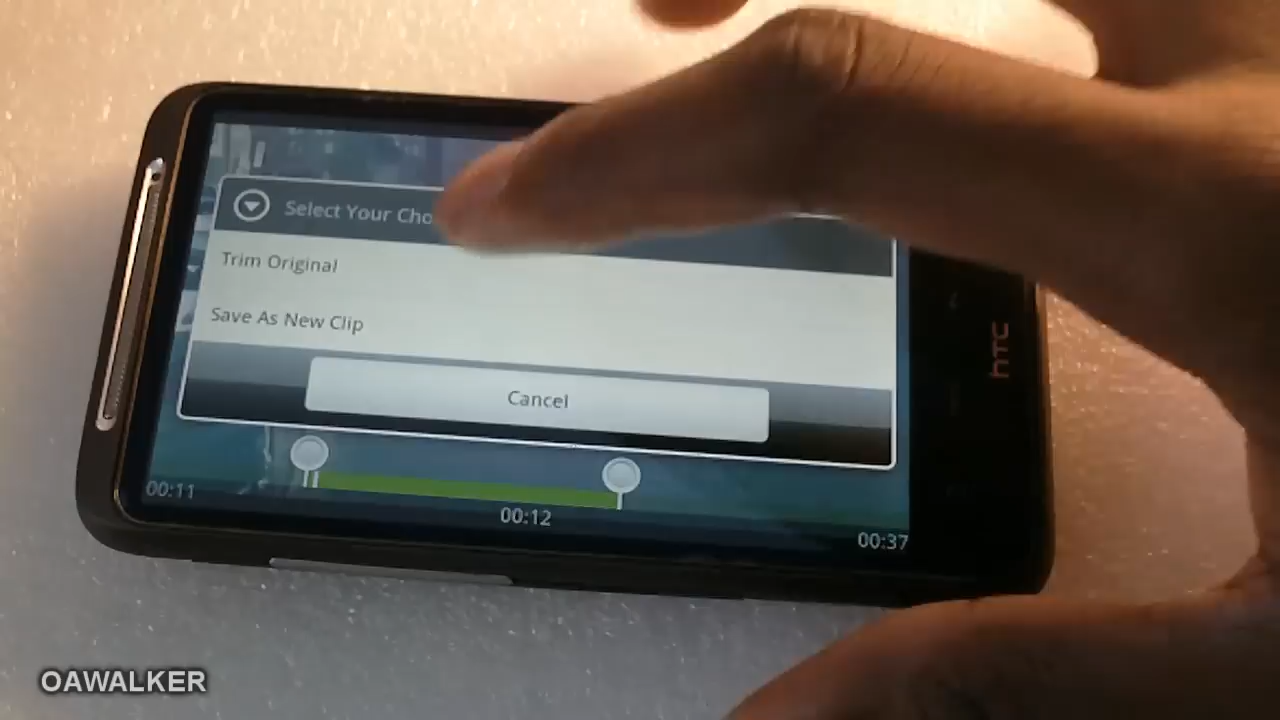 Select Your Cho
Trim Original
Save As New Clip
Cancel
00:11
00:12
00:37
hTC
OAWALKER